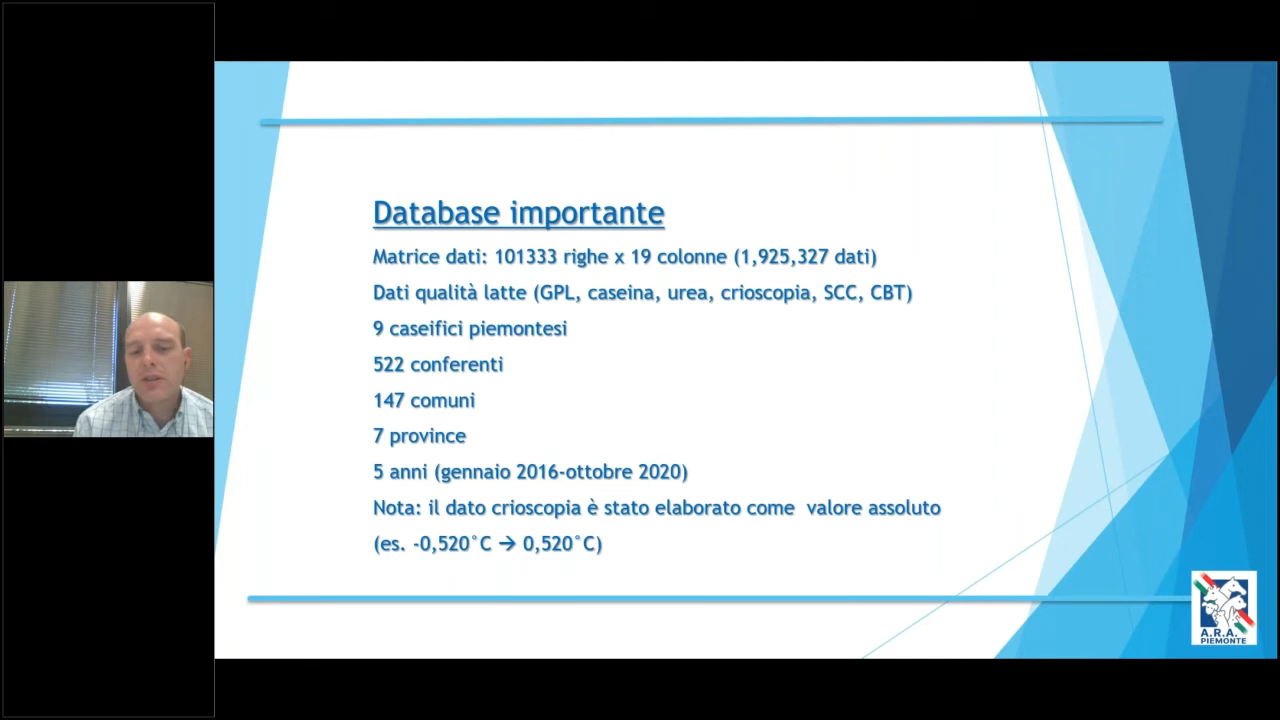 Database importante
Matrice dati: 101333 righe x 19 colonne (1,925,327 dati)
Dati qualità latte (GPL, caseina, urea, crioscopia, SCC, CBT)
9 caseifici piemontesi
522 conferenti
147 comuni
7 province
5 anni (gennaio 2016-ottobre 2020)
Nota: il dato crioscopia è stato elaborato come  valore assoluto
(es. -0,520°C → 0,520°C)
A.R.A.
PIEMONTE